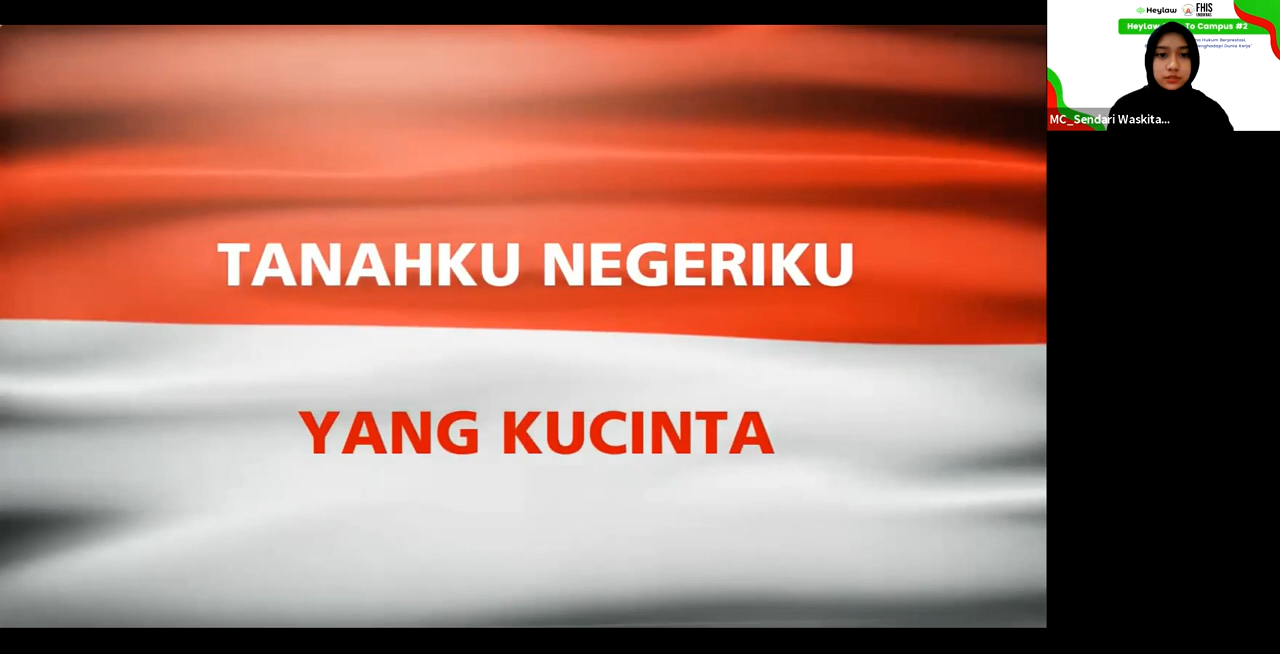 TANAHKU NEGERIKU
YANG KUCINTA
Heylaw
FHIS
To Campus #2
MC_Sendari Waskita...